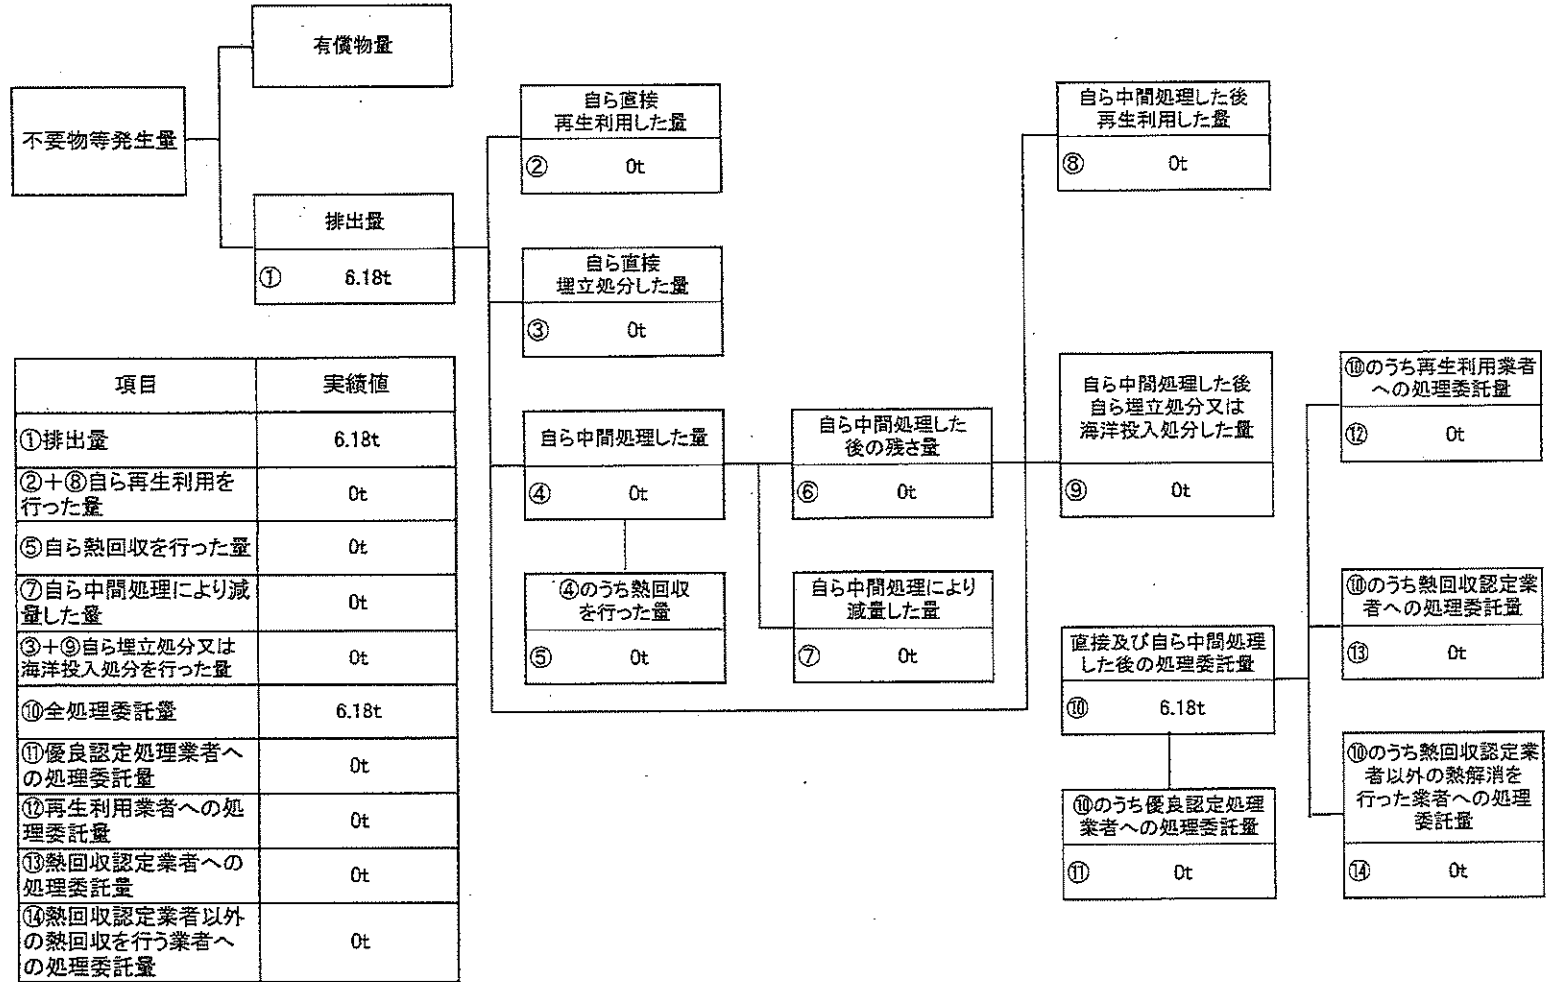 有償物量
不要物等発生量
排出量
① 6.18t
自ら直接
再生利用した量
② 0t
自ら直接
埋立処分した量
③ 0t
自ら中間処理した量
④ 0t
④のうち熱回収
を行った量
⑤ 0t
自ら中間処理した
後の残さ量
⑥ 0t
自ら中間処理により
減量した量
⑦ 0t
自ら中間処理した後
再生利用した量
⑧ 0t
自ら中間処理した後
自ら埋立処分又は
海洋投入処分した量
⑨ 0t
直接及び自ら中間処理
した後の処理委託量
⑩ 6.18t
⑩のうち優良認定処理
業者への処理委託量
⑪ 0t
⑩のうち再生利用業者
への処理委託量
⑫ 0t
⑩のうち熱回収認定業
者への処理委託量
⑬ 0t
⑩のうち熱回収認定業
者以外の熱解消を
行った業者への処理
委託量
⑭ 0t
項目 実績値
①排出量 6.18t
②+⑧自ら再生利用を
行った量 0t
⑤自ら熱回収を行った量 0t
⑦自ら中間処理により減
量した量 0t
③+⑨自ら埋立処分又は
海洋投入処分を行った量 0t
⑩全処理委託量 6.18t
⑪優良認定処理業者へ
の処理委託量 0t
⑫再生利用業者への処
理委託量 0t
⑬熱回収認定業者への
処理委託量 0t
⑭熱回収認定業者以外
の熱回収を行う業者へ
の処理委託量 0t